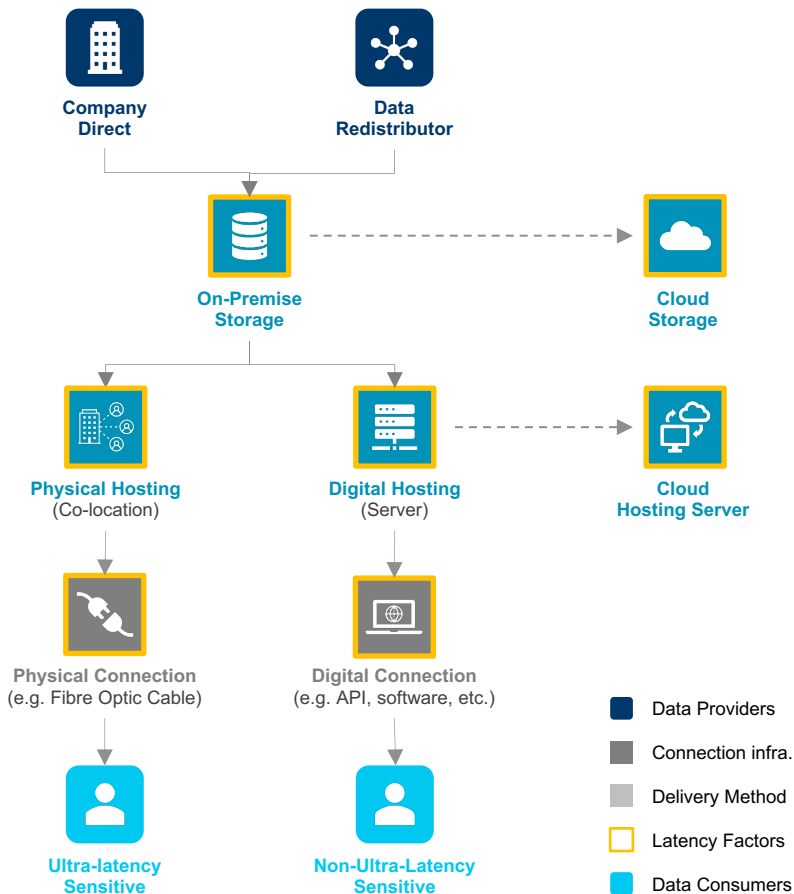 Company
Direct
Data
Redistributor
On-Premise
Storage
Cloud
Storage
Physical Hosting
(Co-location)
Digital Hosting
(Server)
Cloud
Hosting Server
Physical Connection
(e.g. Fibre Optic Cable)
Digital Connection
(e.g. API, software, etc.)
Ultra-latency
Sensitive
Non-Ultra-Latency
Sensitive
Data Providers
Connection infra.
Delivery Method
Latency Factors
Data Consumers